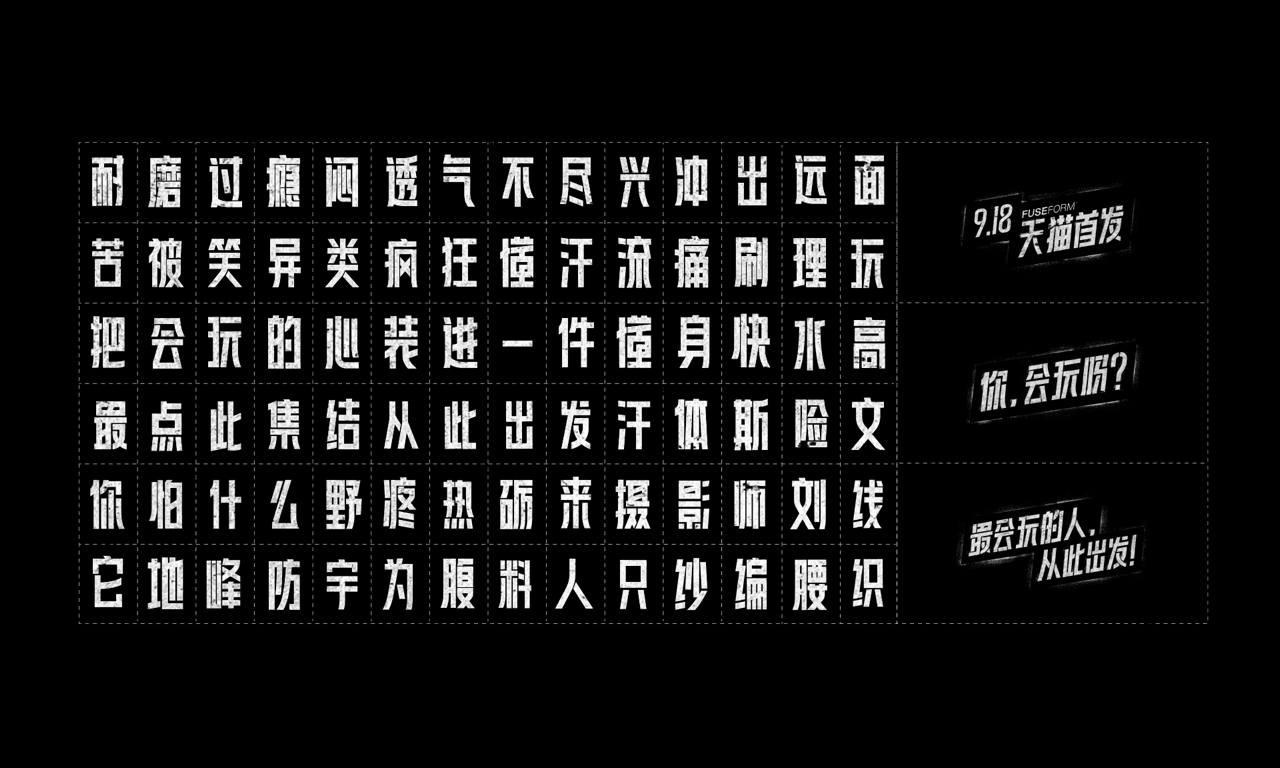 耐磨过瘾闷透气不尽兴冲出远面
苦被笑异类疯狂懂汗流痛刷理玩
把会玩的心装进一件懂身快水高
最点此集结从此出发汗体斯险文
你怕什么野疼热砺来摄影师刘线
它地峰防宇为腹料人只纱编腰织
9.18 FUSEFORM
天猫首发
你,会玩吗?
最会玩的人,
从此出发!